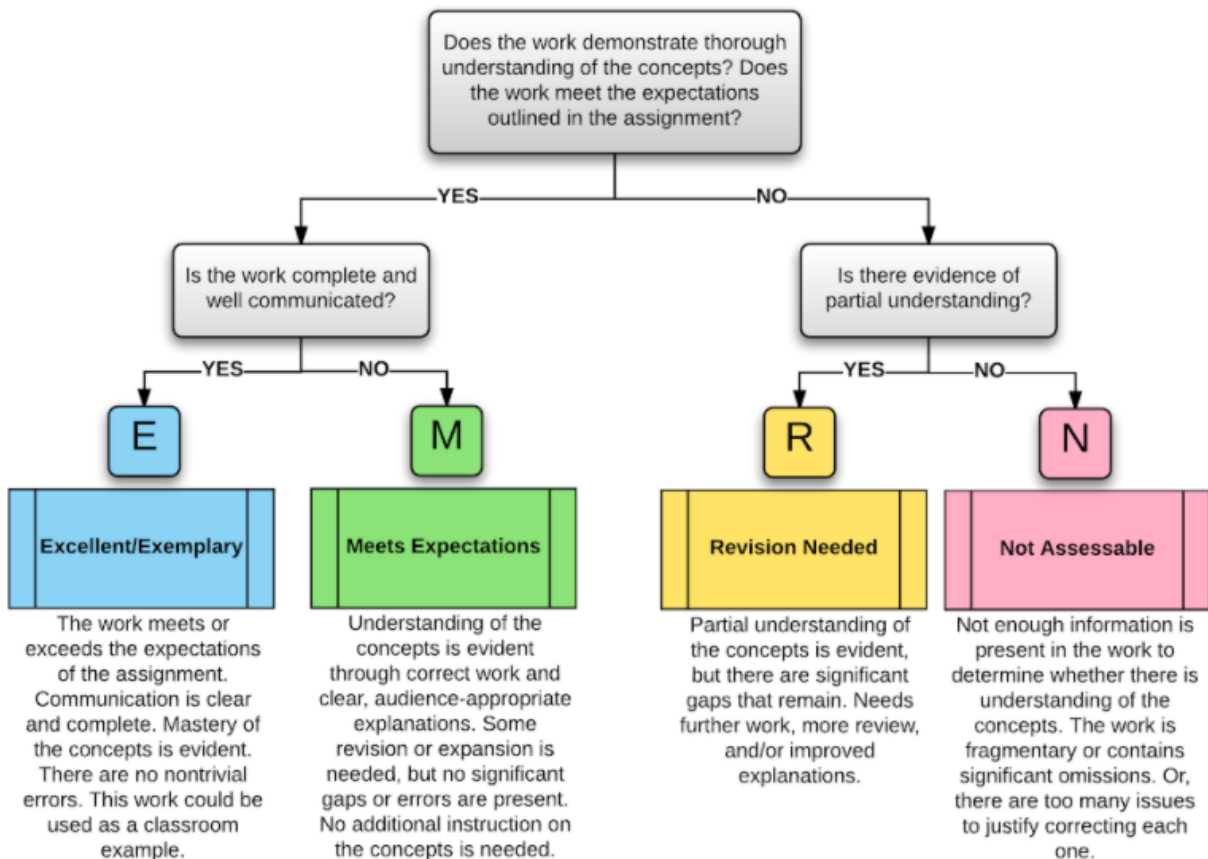 Does the work demonstrate thorough
understanding of the concepts? Does
the work meet the expectations
outlined in the assignment?
YES
NO
Is the work complete and
well communicated?
Is there evidence of
partial understanding?
YES
NO
YES
NO
E
M
R
N
Excellent/Exemplary
Meets Expectations
Revision Needed
Not Assessable
The work meets or
exceeds the expectations
of the assignment.
Communication is clear
and complete. Mastery of
the concepts is evident.
There are no nontrivial
errors. This work could be
used as a classroom
example.
Understanding of the
concepts is evident
through correct work and
clear, audience-appropriate
explanations. Some
revision or expansion is
needed, but no significant
gaps or errors are present.
No additional instruction on
the concepts is needed.
Partial understanding of
the concepts is evident,
but there are significant
gaps that remain. Needs
further work, more review,
and/or improved
explanations.
Not enough information is
present in the work to
determine whether there is
understanding of the
concepts. The work is
fragmentary or contains
significant omissions. Or,
there are too many issues
to justify correcting each
one.